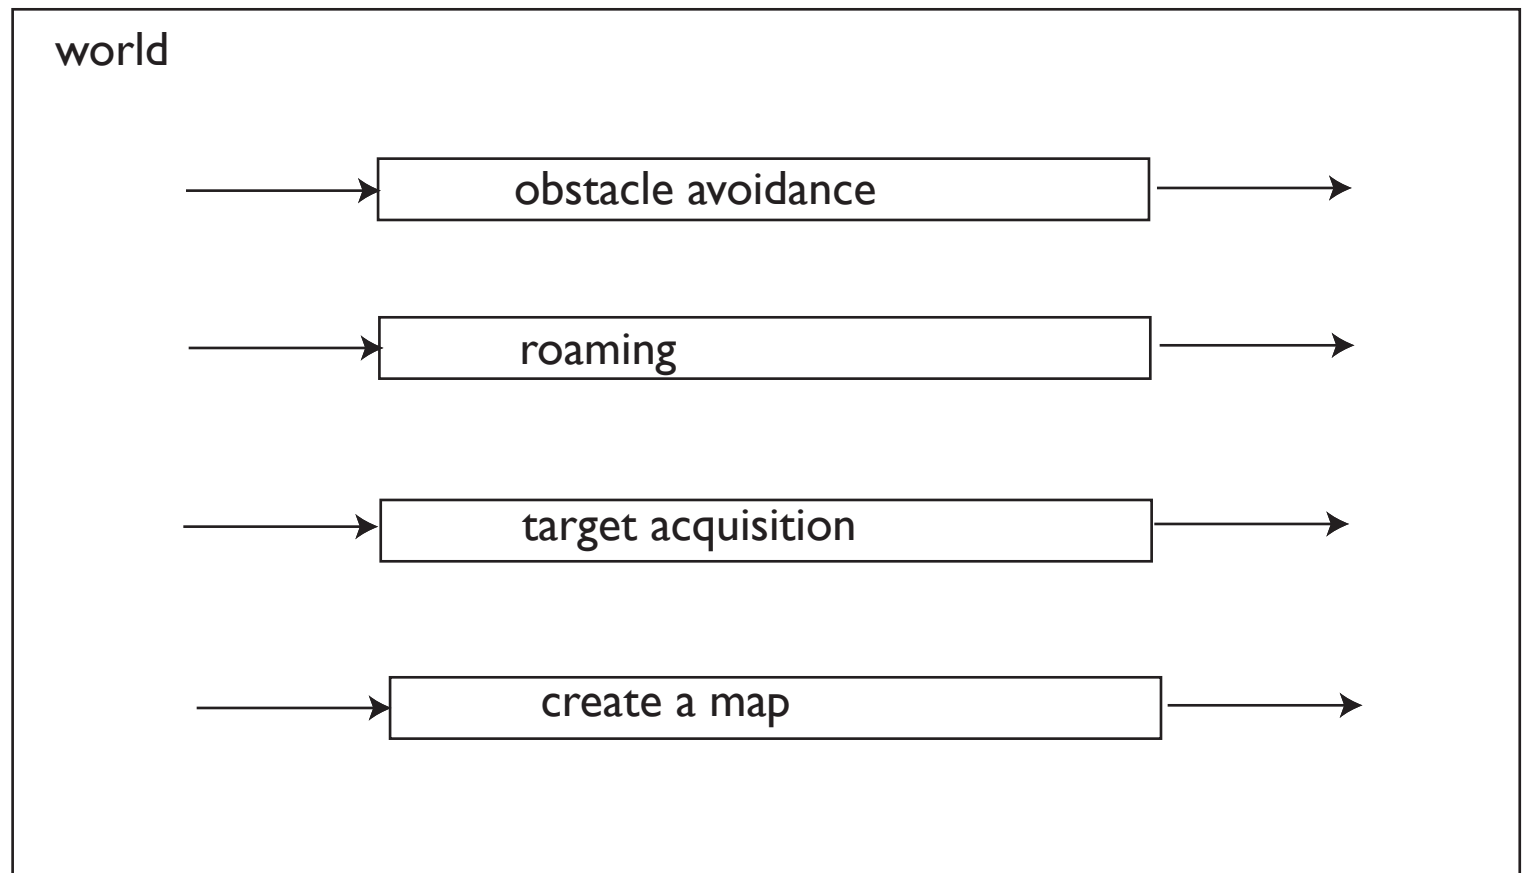 world
obstacle avoidance
roaming
target acquisition
create a map